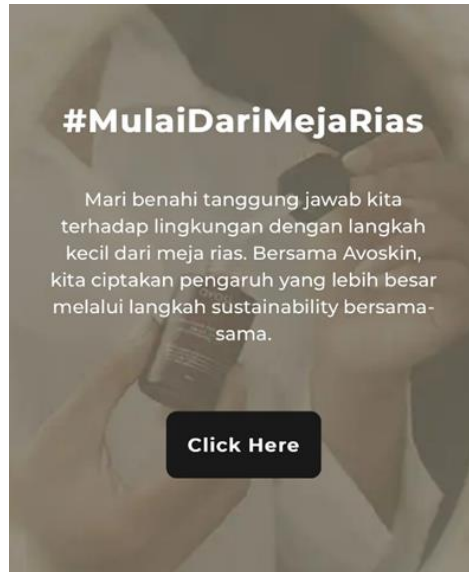 #MulaiDariMejaRias
Mari benahi tanggung jawab kita
terhadap lingkungan dengan langkah
kecil dari meja rias. Bersama Avoskin,
kita ciptakan pengaruh yang lebih besar
melalui langkah sustainability bersama-
sama.
Click Here